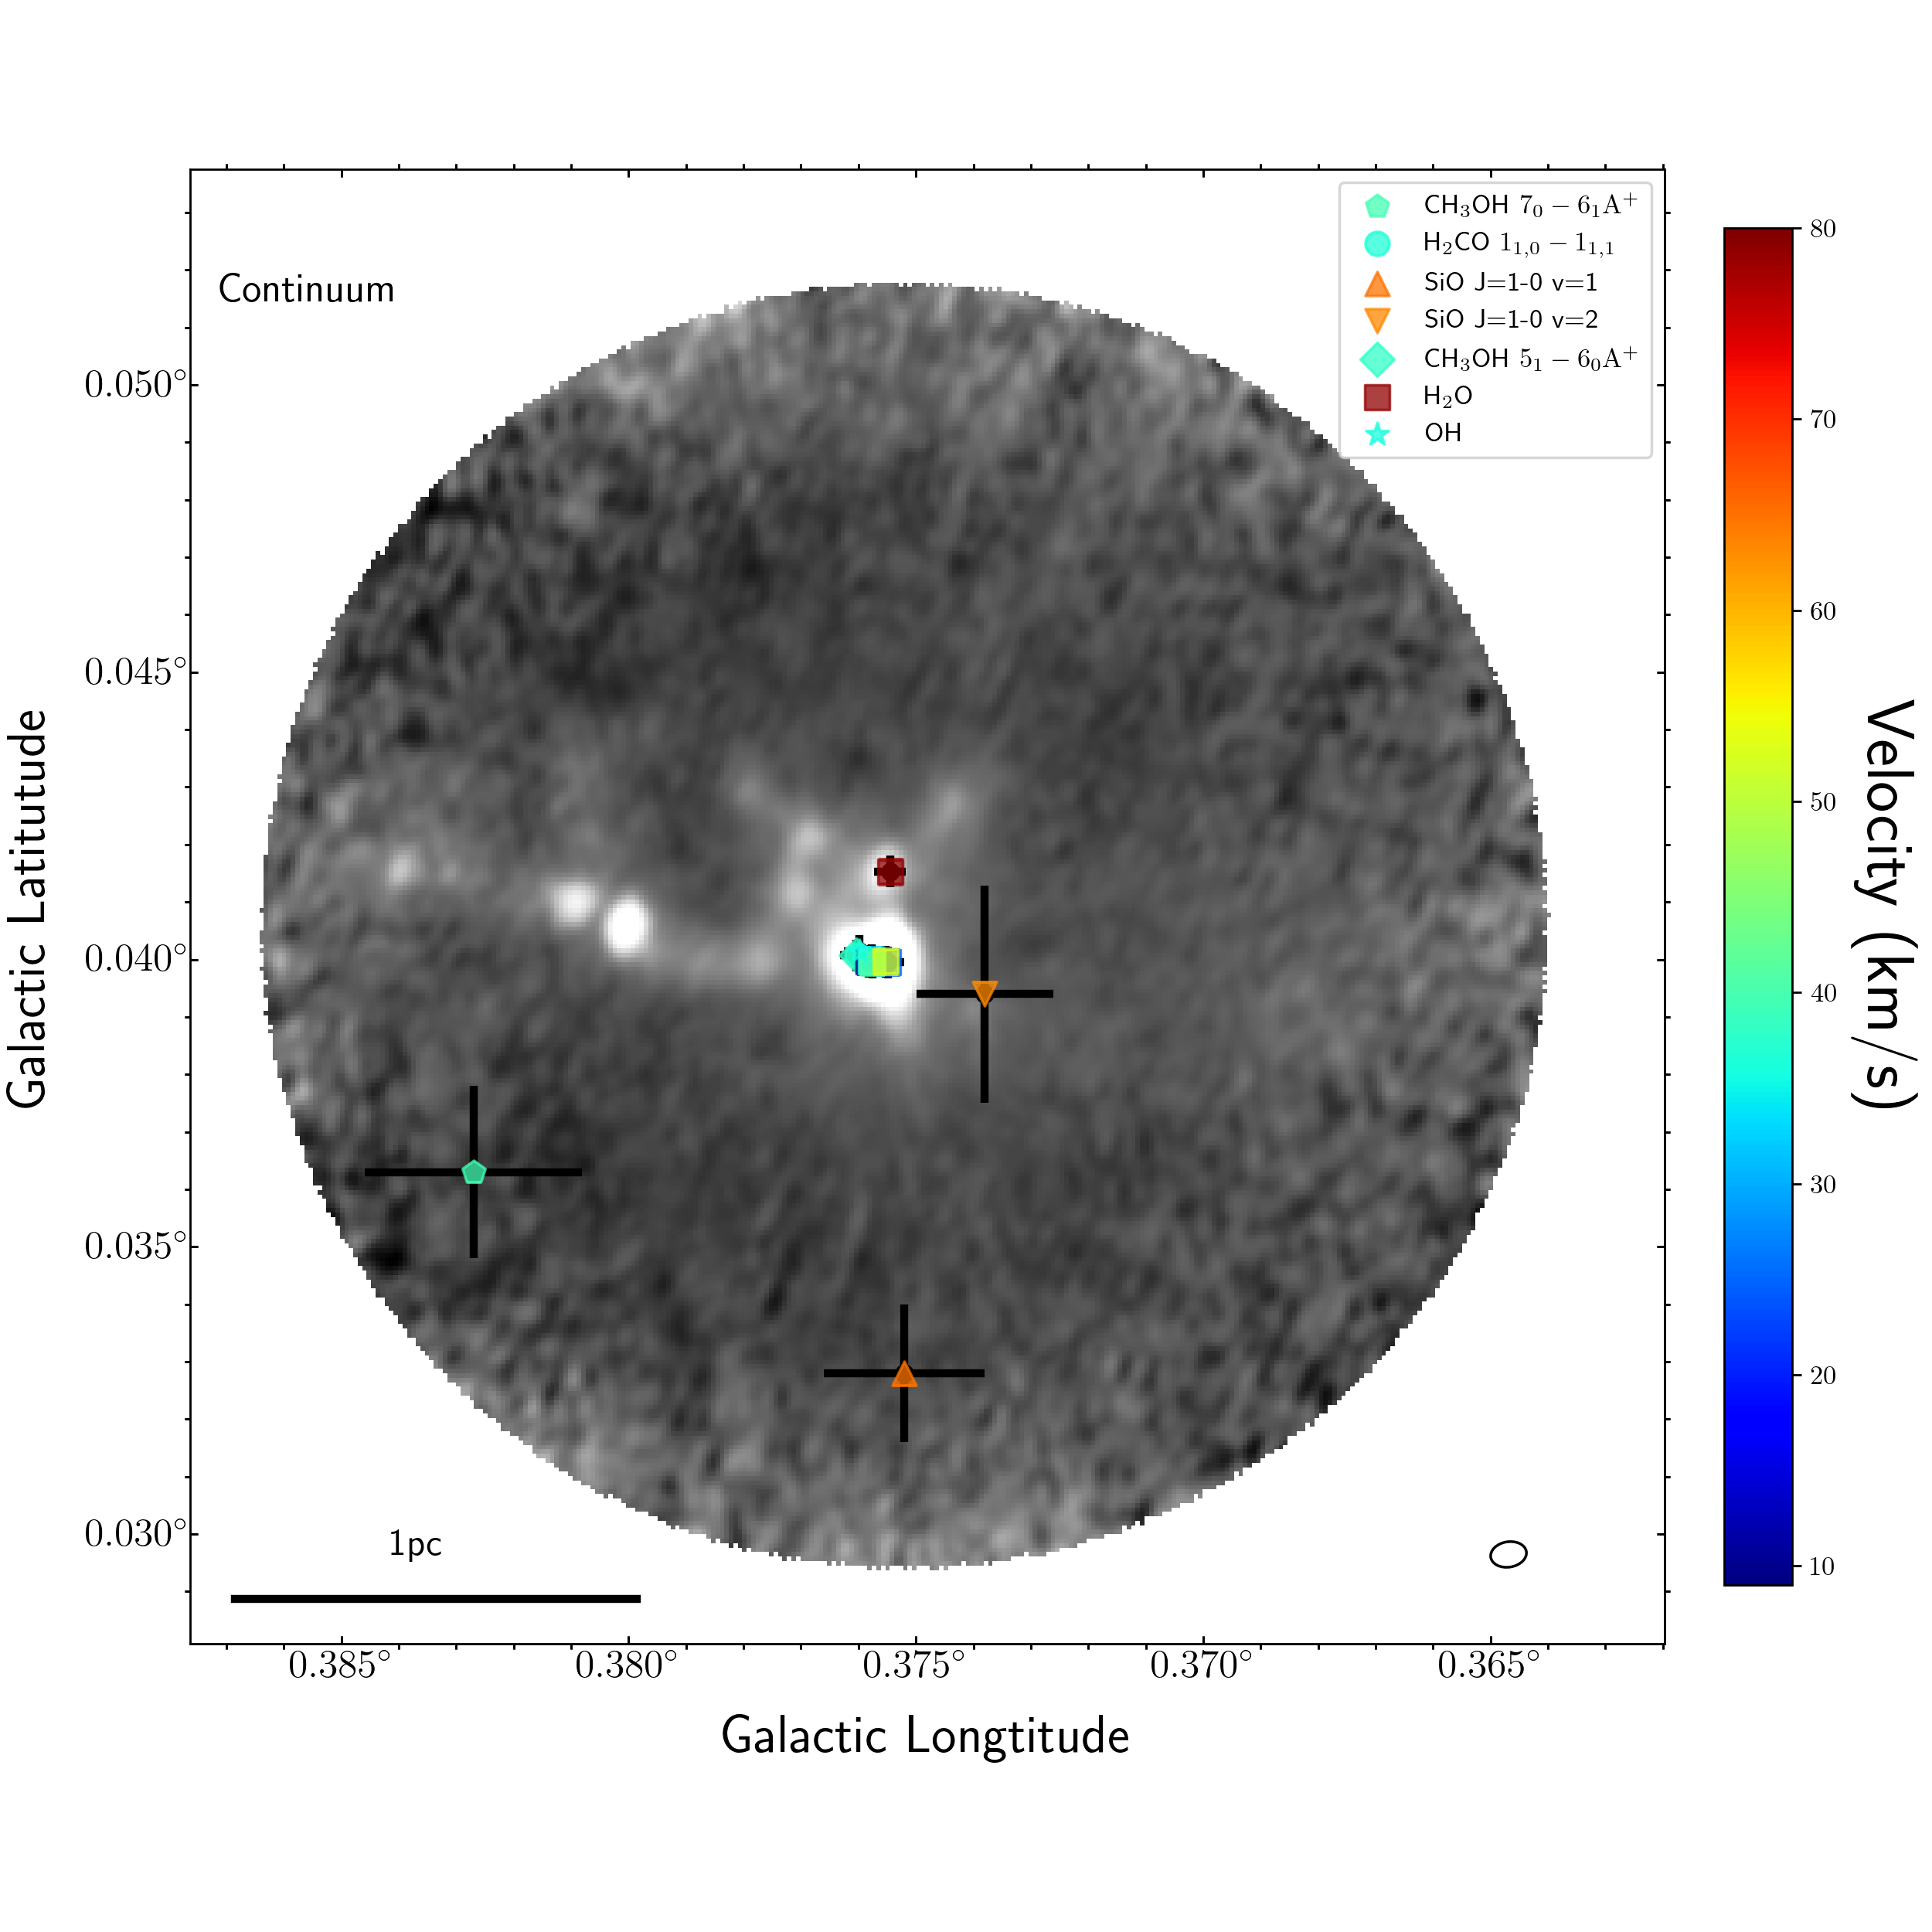 Continuum
CH₃OH 7₀ − 6₁A⁺
H₂CO 1₁,₀ − 1₁,₁
SiO J=1-0 v=1
SiO J=1-0 v=2
CH₃OH 5₁ − 6₀A⁺
H₂O
OH
0.050°
0.045°
0.040°
0.035°
0.030°
Galactic Latitutude
1pc
0.385° 0.380° 0.375° 0.370° 0.365°
Galactic Longtitude
80
70
60
50
40
30
20
10
Velocity (km/s)